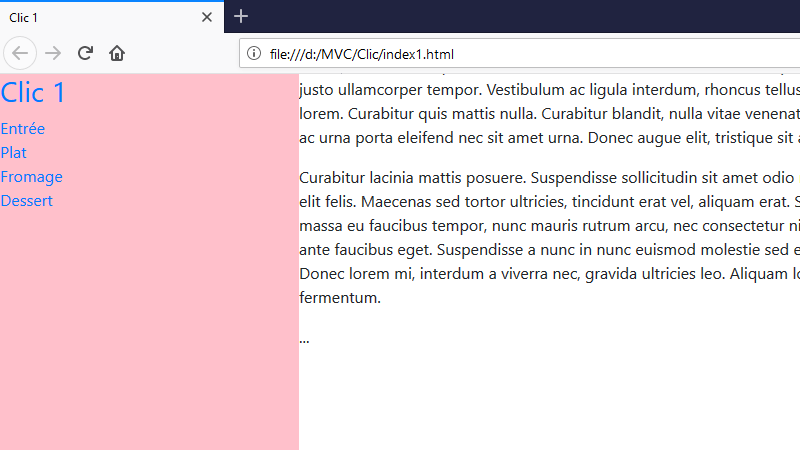 Clic 1
file:///d:/MVC/Clic/index1.html
Clic 1
Entrée
Plat
Fromage
Dessert
justo ullamcorper tempor. Vestibulum ac ligula interdum, rhoncus tellus
lorem. Curabitur quis mattis nulla. Curabitur blandit, nulla vitae venenat
ac urna porta eleifend nec sit amet urna. Donec augue elit, tristique sit
Curabitur lacinia mattis posuere. Suspendisse sollicitudin sit amet odio
elit felis. Maecenas sed tortor ultricies, tincidunt erat vel, aliquam erat. S
massa eu faucibus tempor, nunc mauris rutrum arcu, nec consectetur ni
ante faucibus eget. Suspendisse a nunc in nunc euismod molestie sed e
Donec lorem mi, interdum a viverra nec, gravida ultricies leo. Aliquam lo
fermentum.
...